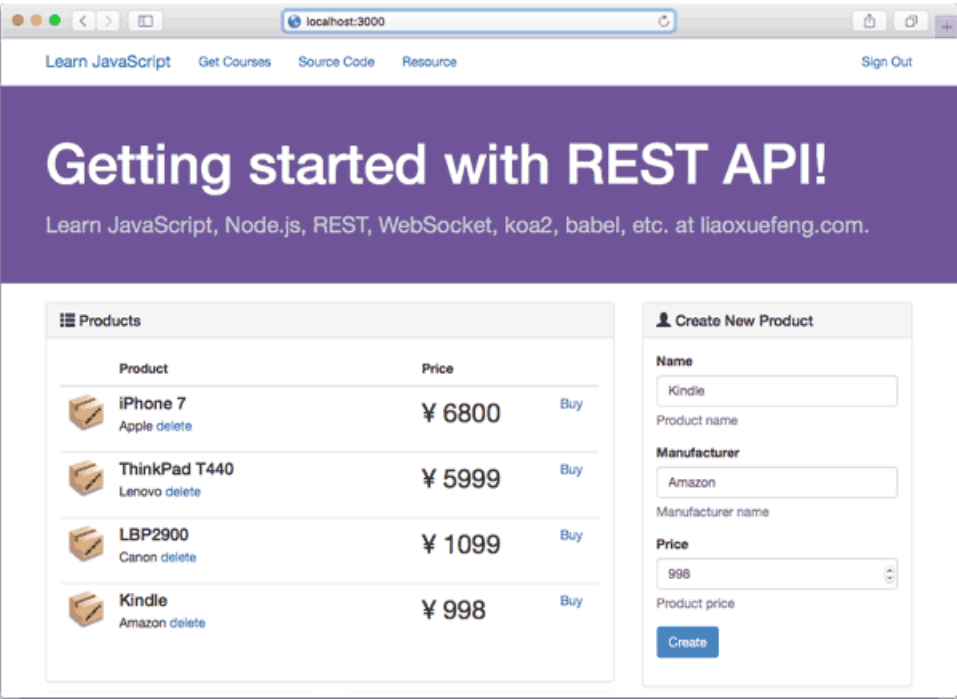 localhost:3000
Learn JavaScript Get Courses Source Code Resource Sign Out
Getting started with REST API!
Learn JavaScript, Node.js, REST, WebSocket, koa2, babel, etc. at liaoxuefeng.com.
Products
Product Price
iPhone 7 ¥ 6800 Buy
Apple delete
ThinkPad T440 ¥ 5999 Buy
Lenovo delete
LBP2900 ¥ 1099 Buy
Canon delete
Kindle ¥ 998 Buy
Amazon delete
Create New Product
Name
Kindle
Product name
Manufacturer
Amazon
Manufacturer name
Price
998
Product price
Create